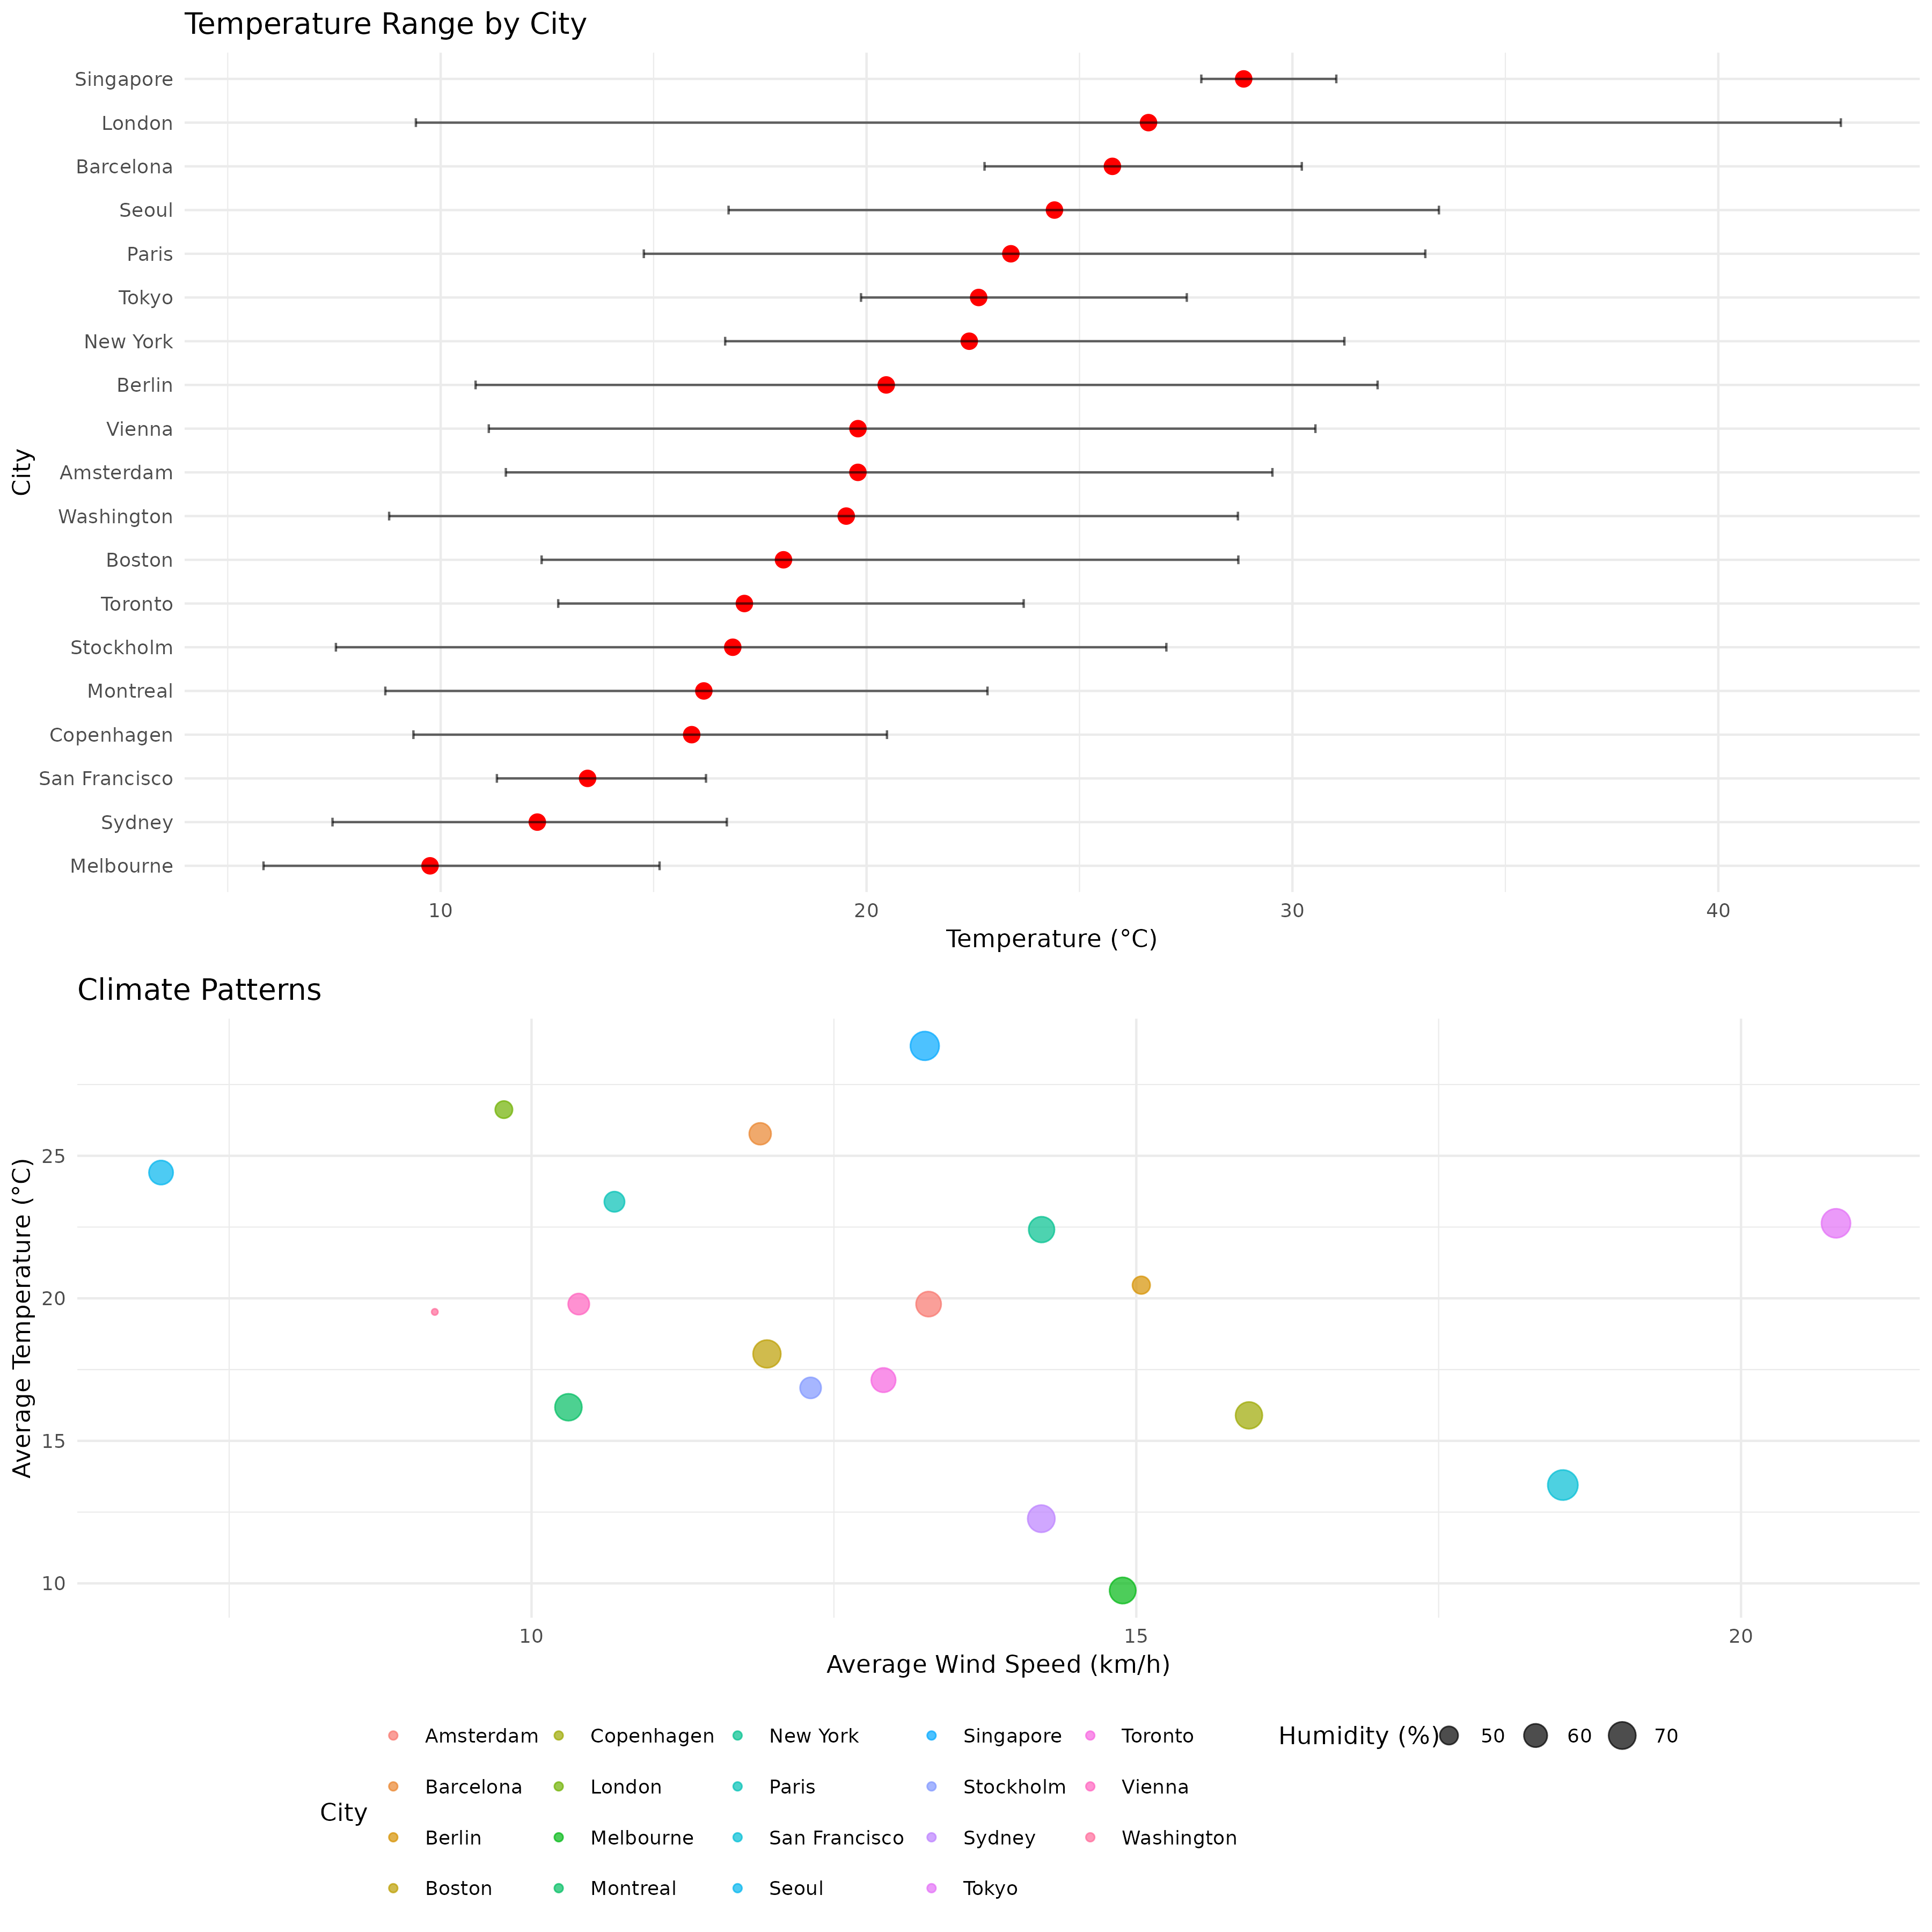 Temperature Range by City
Singapore
London
Barcelona
Seoul
Paris
Tokyo
New York
Berlin
Vienna
Amsterdam
Washington
Boston
Toronto
Stockholm
Montreal
Copenhagen
San Francisco
Sydney
Melbourne
City
10 20 30 40
Temperature (°C)
Climate Patterns
25
20
15
10
Average Temperature (°C)
10 15 20
Average Wind Speed (km/h)
City
Amsterdam Copenhagen New York Singapore Toronto
Barcelona London Paris Stockholm Vienna
Berlin Melbourne San Francisco Sydney Washington
Boston Montreal Seoul Tokyo
Humidity (%) 50 60 70